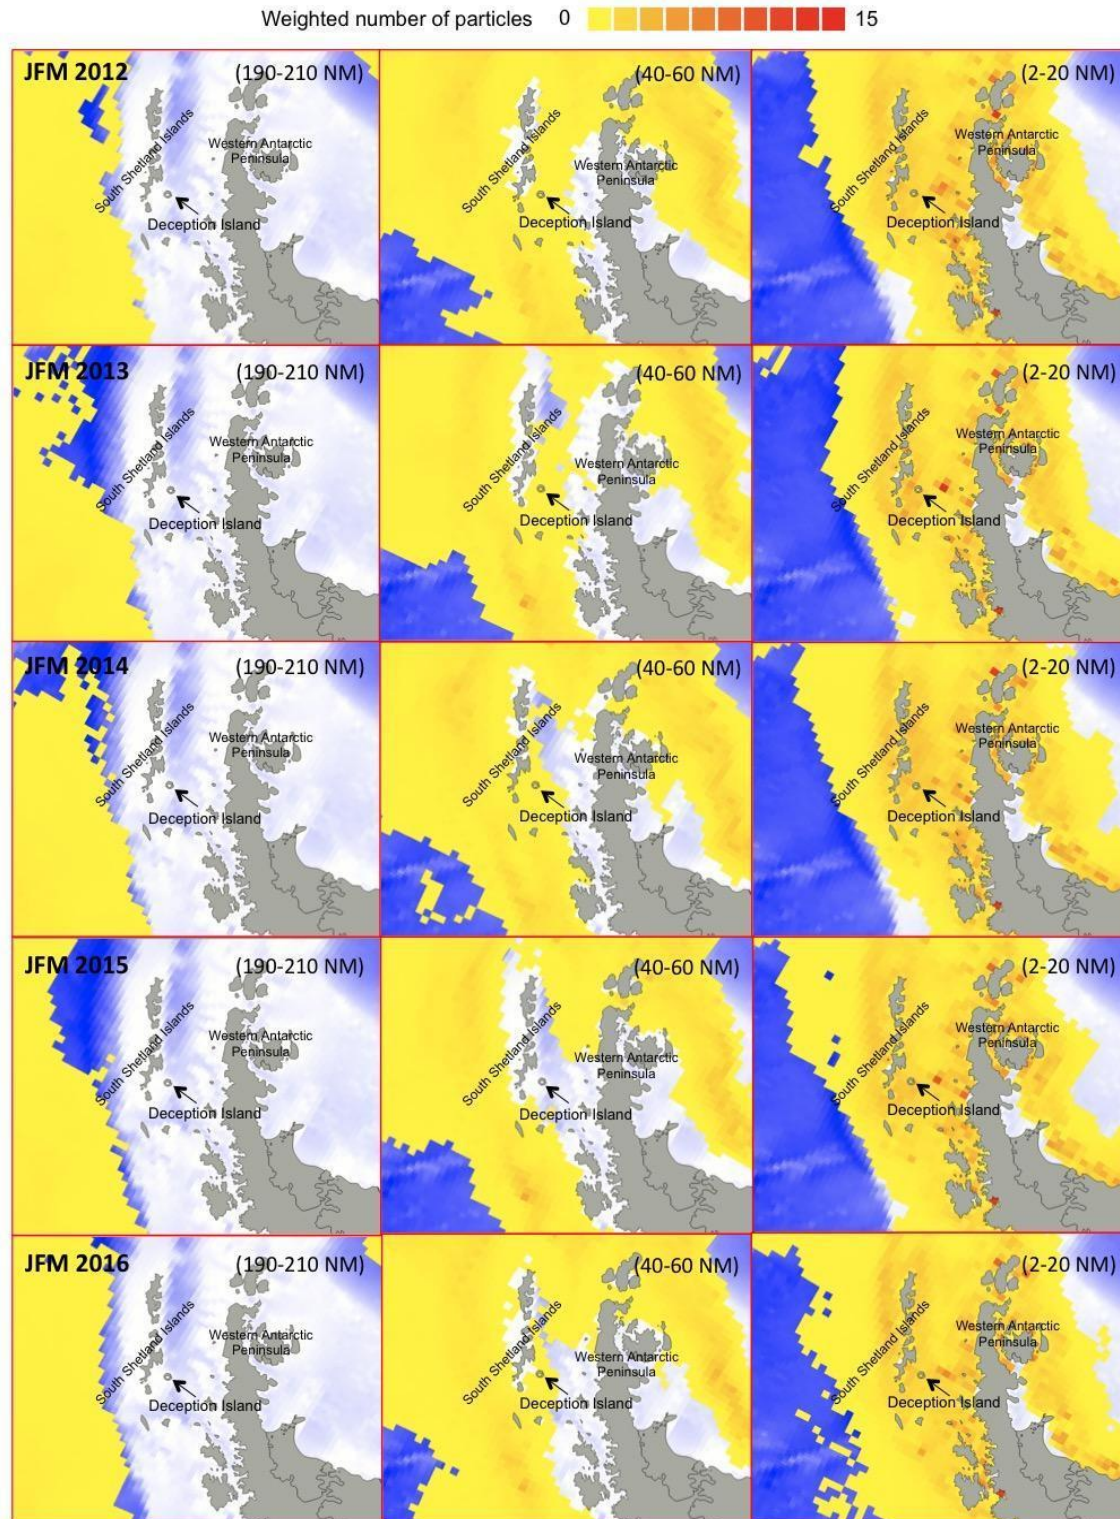 Weighted number of particles 0 15
JFM 2012 (190-210 NM) (40-60 NM) (2-20 NM)
South Shetland Islands
Western Antarctic
Peninsula
Deception Island
South Shetland Islands
Western Antarctic
Peninsula
Deception Island
South Shetland Islands
Western Antarctic
Peninsula
Deception Island
JFM 2013 (190-210 NM) (40-60 NM) (2-20 NM)
South Shetland Islands
Western Antarctic
Peninsula
Deception Island
South Shetland Islands
Western Antarctic
Peninsula
Deception Island
South Shetland Islands
Western Antarctic
Peninsula
Deception Island
JFM 2014 (190-210 NM) (40-60 NM) (2-20 NM)
South Shetland Islands
Western Antarctic
Peninsula
Deception Island
South Shetland Islands
Western Antarctic
Peninsula
Deception Island
South Shetland Islands
Western Antarctic
Peninsula
Deception Island
JFM 2015 (190-210 NM) (40-60 NM) (2-20 NM)
South Shetland Islands
Western Antarctic
Peninsula
Deception Island
South Shetland Islands
Western Antarctic
Peninsula
Deception Island
South Shetland Islands
Western Antarctic
Peninsula
Deception Island
JFM 2016 (190-210 NM) (40-60 NM) (2-20 NM)
South Shetland Islands
Western Antarctic
Peninsula
Deception Island
South Shetland Islands
Western Antarctic
Peninsula
Deception Island
South Shetland Islands
Western Antarctic
Peninsula
Deception Island